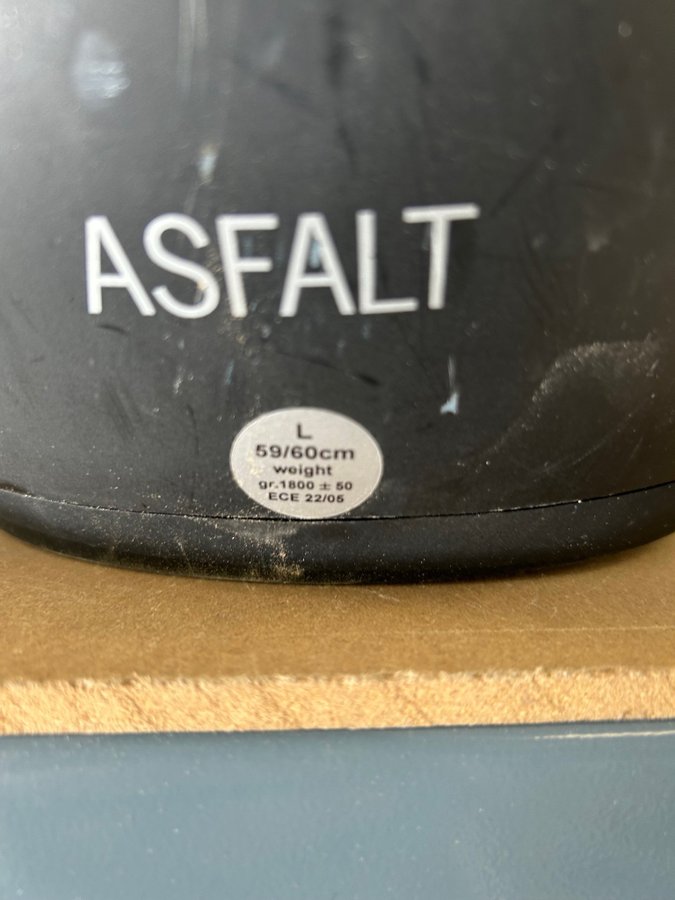 ASFALT
L
59/60cm
weight
gr.1800 ± 50
ECE 22/05